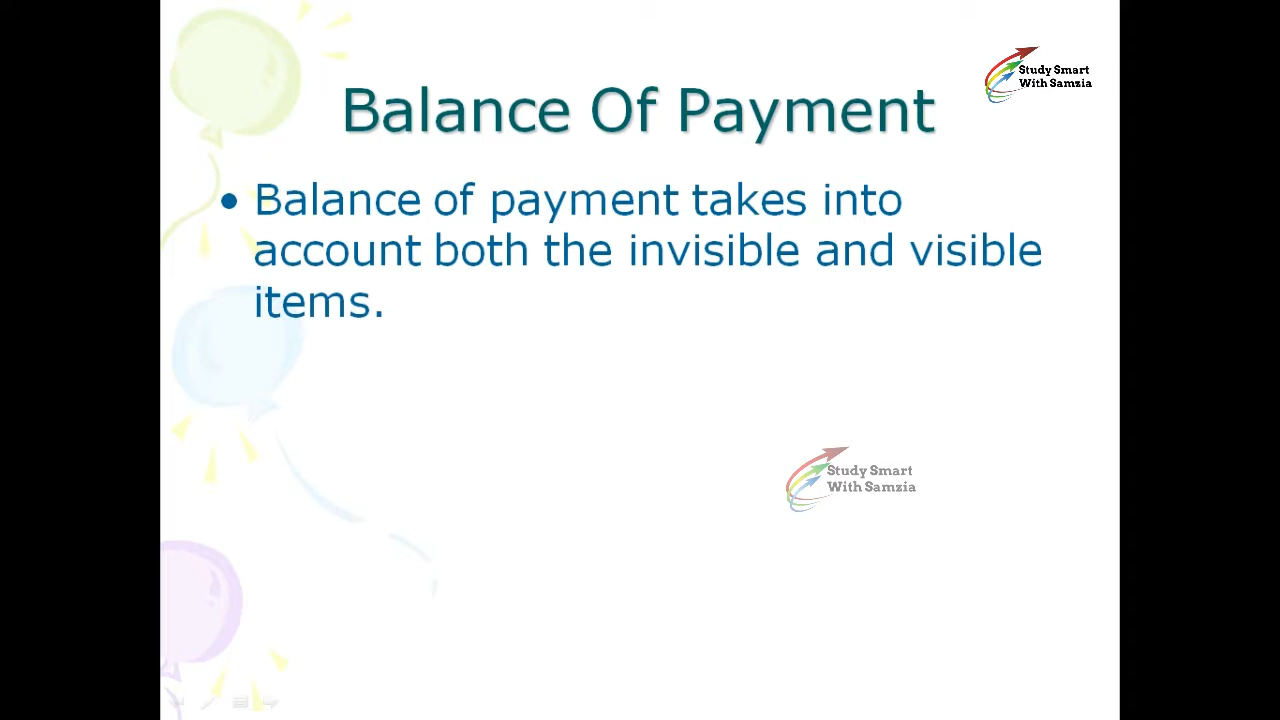 Study Smart
With Samzia
Balance Of Payment
• Balance of payment takes into
account both the invisible and visible
items.
Study Smart
With Samzia